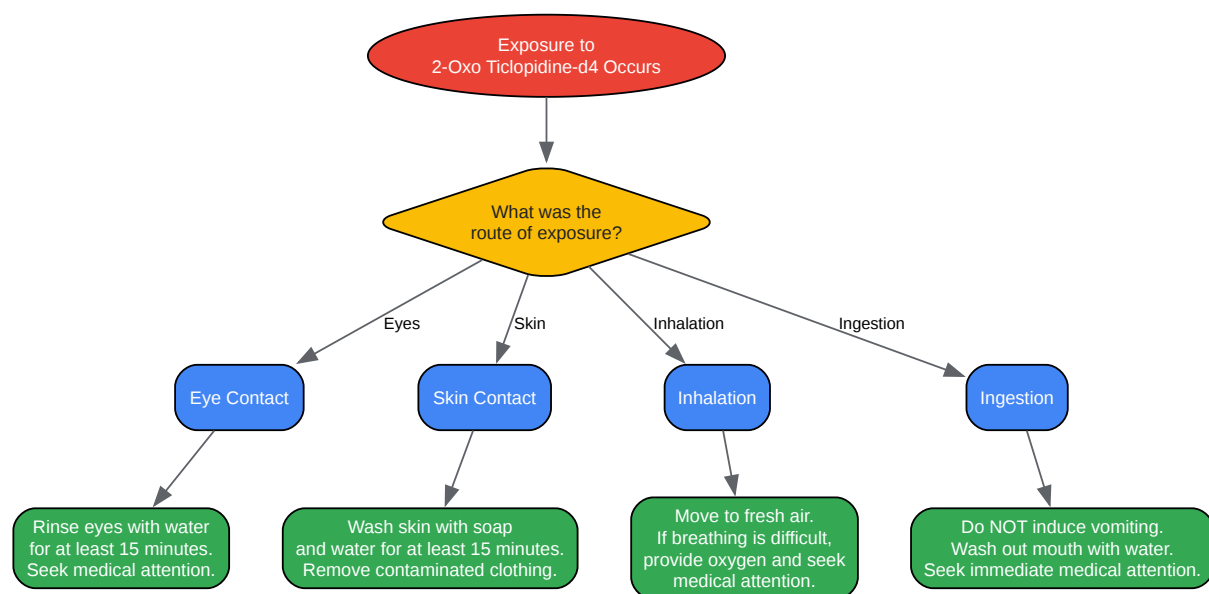 Exposure to
2-Oxo Ticlopidine-d4 Occurs
What was the
route of exposure?
Eyes
Skin
Inhalation
Ingestion
Eye Contact
Skin Contact
Inhalation
Ingestion
Rinse eyes with water
for at least 15 minutes.
Seek medical attention.
Wash skin with soap
and water for at least 15 minutes.
Remove contaminated clothing.
Move to fresh air.
If breathing is difficult,
provide oxygen and seek
medical attention.
Do NOT induce vomiting.
Wash out mouth with water.
Seek immediate medical attention.